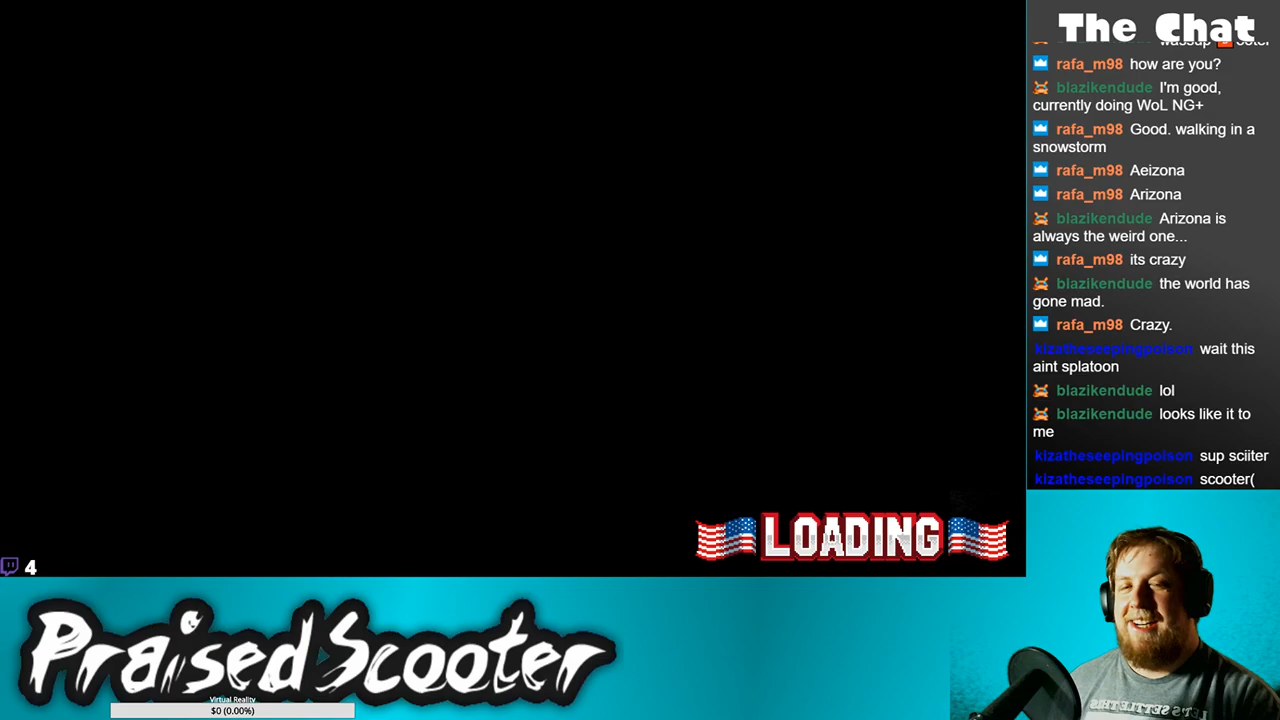 The Chat
rafa_m98 how are you?
blazikendude I'm good,
currently doing WoL NG+
rafa_m98 Good. walking in a
snowstorm
rafa_m98 Aeizona
rafa_m98 Arizona
blazikendude Arizona is
always the weird one...
rafa_m98 its crazy
blazikendude the world has
gone mad.
rafa_m98 Crazy.
kizatheseepingpoison wait this
aint splatoon
blazikendude lol
blazikendude looks like it to
me
kizatheseepingpoison sup sciiter
kizatheseepingpoison scooter(
LOADING
4
PraisedScooter
Virtual Reality
$0 (0.00%)
LET'S SETTLE THIS